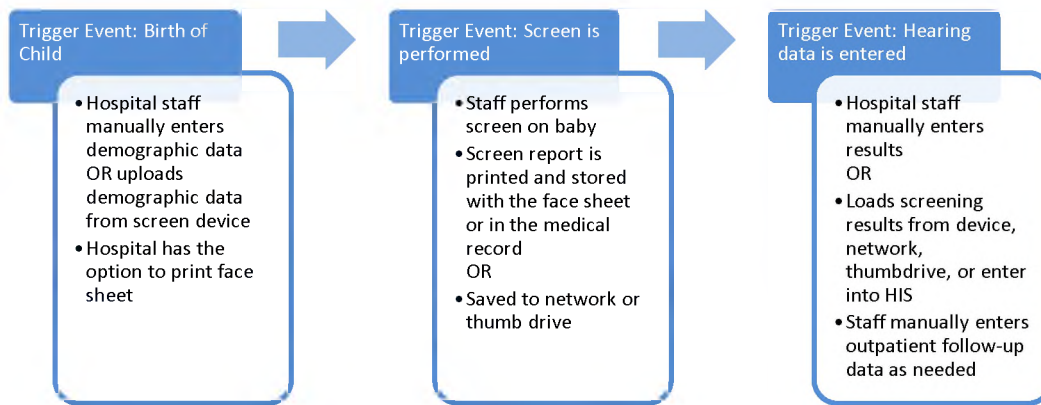 Trigger Event: Birth of
Child
•Hospital staff
manually enters
demographic data
OR uploads
demographic data
from screen device
•Hospital has the
option to print face
sheet
Trigger Event: Screen is
performed
•Staff performs
screen on baby
•Screen report is
printed and stored
with the face sheet
or in the medical
record
OR
•Saved to network or
thumb drive
Trigger Event: Hearing
data is entered
•Hospital staff
manually enters
results
OR
•Loads screening
results from device,
network,
thumbdrive, or enter
into HIS
•Staff manually enters
outpatient follow-up
data as needed